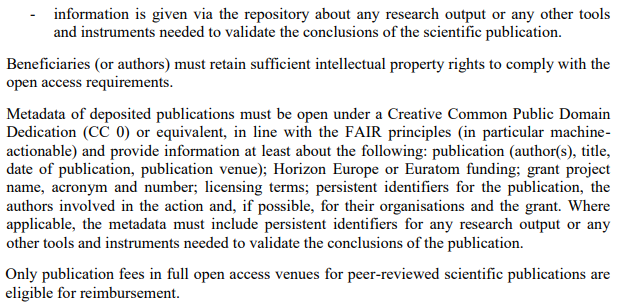 - information is given via the repository about any research output or any other tools
and instruments needed to validate the conclusions of the scientific publication.
Beneficiaries (or authors) must retain sufficient intellectual property rights to comply with the
open access requirements.
Metadata of deposited publications must be open under a Creative Common Public Domain
Dedication (CC 0) or equivalent, in line with the FAIR principles (in particular machine-
actionable) and provide information at least about the following: publication (author(s), title,
date of publication, publication venue); Horizon Europe or Euratom funding; grant project
name, acronym and number; licensing terms; persistent identifiers for the publication, the
authors involved in the action and, if possible, for their organisations and the grant. Where
applicable, the metadata must include persistent identifiers for any research output or any
other tools and instruments needed to validate the conclusions of the publication.
Only publication fees in full open access venues for peer-reviewed scientific publications are
eligible for reimbursement.